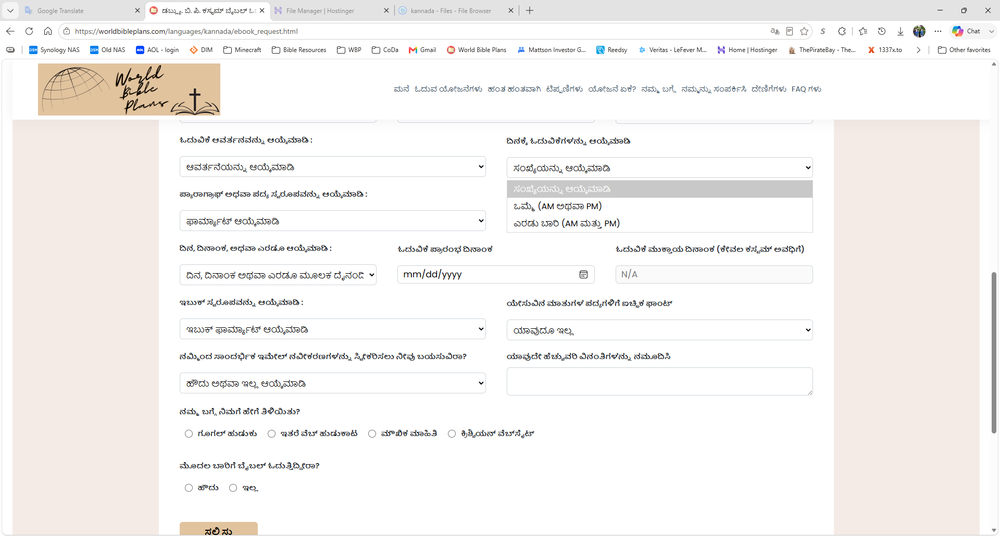 Google Translate
ಡಬ್ಲ್ಯು. ಬಿ. ಪಿ. ಕಸ್ಟಮ್ ಬೈಬಲ್ ಓದ
File Manager | Hostinger
kannada - Files - File Browser
https://worldbibleplans.com/languages/kannada/ebook_request.html
Chat
Synology NAS
Old NAS
AOL - login
DIM
Minecraft
Bible Resources
WBP
CoDa
Gmail
World Bible Plans
Mattson Investor G...
Reedsy
Veritas - LeFever M...
Home | Hostinger
ThePirateBay - The...
1337x.to
Other favorites
World
Bible
Plans
ಮನೆ ಓದುವ ಯೋಜನೆಗಳು ಹಂತ ಹಂತವಾಗಿ ಟಿಪ್ಪಣಿಗಳು ಯೋಜನೆ ಏಕೆ? ನಮ್ಮ ಬಗ್ಗೆ ನಮ್ಮನ್ನು ಸಂಪರ್ಕಿಸಿ ದೇಣಿಗೆಗಳು FAQ ಗಳು
ಓದುವಿಕೆ ಆವರ್ತನವನ್ನು ಆಯ್ಕೆಮಾಡಿ:
ದಿನಕ್ಕೆ ಓದುವಿಕೆಗಳನ್ನು ಆಯ್ಕೆಮಾಡಿ
ಆವರ್ತನೆಯನ್ನು ಆಯ್ಕೆಮಾಡಿ
ಸಂಖ್ಯೆಯನ್ನು ಆಯ್ಕೆಮಾಡಿ
ಸಂಖ್ಯೆಯನ್ನು ಆಯ್ಕೆಮಾಡಿ
ಒಮ್ಮೆ (AM ಅಥವಾ PM)
ಎರಡು ಬಾರಿ (AM ಮತ್ತು PM)
ಪ್ಯಾರಾಗ್ರಾಫ್ ಅಥವಾ ಪದ್ಯ ಸ್ವರೂಪವನ್ನು ಆಯ್ಕೆಮಾಡಿ:
ಫಾರ್ಮ್ಯಾಟ್ ಆಯ್ಕೆಮಾಡಿ
ದಿನ, ದಿನಾಂಕ, ಅಥವಾ ಎರಡೂ ಆಯ್ಕೆಮಾಡಿ:
ಓದುವಿಕೆ ಪ್ರಾರಂಭ ದಿನಾಂಕ
ಓದುವಿಕೆ ಮುಕ್ತಾಯ ದಿನಾಂಕ (ಕೇವಲ ಕಸ್ಟಮ್ ಅವಧಿಗೆ)
ದಿನ, ದಿನಾಂಕ ಅಥವಾ ಎರಡೂ ಮೂಲಕ ದೈನಂದಿ
mm/dd/yyyy
N/A
ಇಬುಕ್ ಸ್ವರೂಪವನ್ನು ಆಯ್ಕೆಮಾಡಿ:
ಯೇಸುವಿನ ಮಾತುಗಳ ಪದ್ಯಗಳಿಗೆ ಐಚ್ಛಿಕ ಫಾಂಟ್
ಇಬುಕ್ ಫಾರ್ಮ್ಯಾಟ್ ಆಯ್ಕೆಮಾಡಿ
ಯಾವುದೂ ಇಲ್ಲ
ನಮ್ಮಿಂದ ಸಾಂದರ್ಭಿಕ ಇಮೇಲ್ ನವೀಕರಣಗಳನ್ನು ಸ್ವೀಕರಿಸಲು ನೀವು ಬಯಸುವಿರಾ?
ಯಾವುದೇ ಹೆಚ್ಚುವರಿ ವಿನಂತಿಗಳನ್ನು ನಮೂದಿಸಿ
ಹೌದು ಅಥವಾ ಇಲ್ಲ ಆಯ್ಕೆಮಾಡಿ
ನಮ್ಮ ಬಗ್ಗೆ ನಿಮಗೆ ಹೇಗೆ ತಿಳಿಯಿತು?
ಗೂಗಲ್ ಹುಡುಕು ಇತರೆ ವೆಬ್ ಹುಡುಕಾಟ ಮೌಖಿಕ ಮಾಹಿತಿ ಕ್ರಿಶ್ಚಿಯನ್ ವೆಬ್‌ಸೈಟ್
ಮೊದಲ ಬಾರಿಗೆ ಬೈಬಲ್ ಓದುತ್ತಿದ್ದೀರಾ?
ಹೌದು ಇಲ್ಲ
ಸಲ್ಲಿಸು